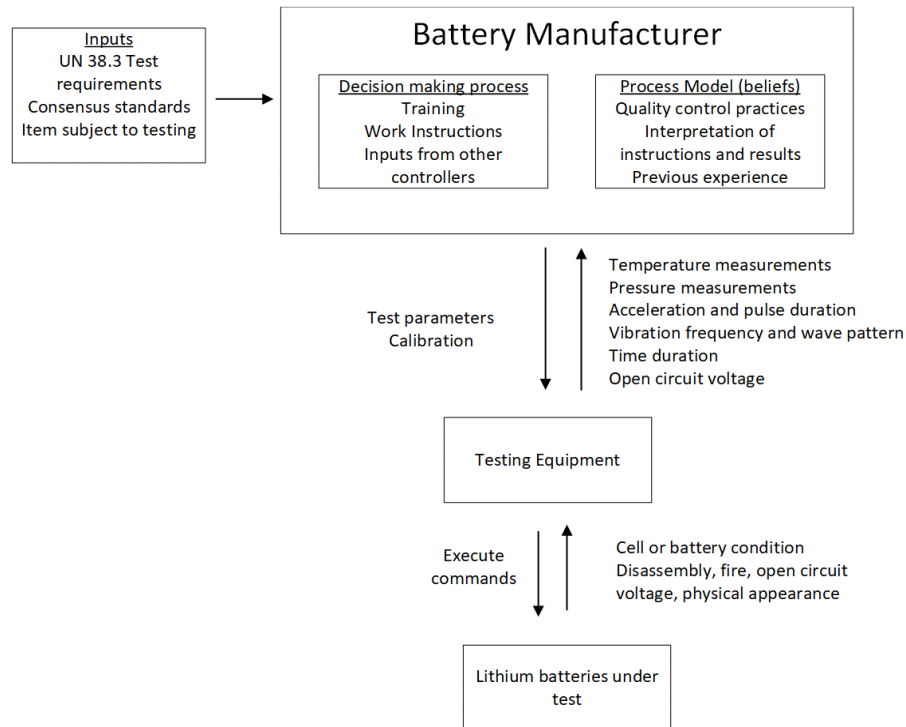 Inputs
UN 38.3 Test
requirements
Consensus standards
Item subject to testing
Battery Manufacturer
Decision making process
Training
Work Instructions
Inputs from other
controllers
Process Model (beliefs)
Quality control practices
Interpretation of
instructions and results
Previous experience
Test parameters
Calibration
Temperature measurements
Pressure measurements
Acceleration and pulse duration
Vibration frequency and wave pattern
Time duration
Open circuit voltage
Testing Equipment
Execute
commands
Cell or battery condition
Disassembly, fire, open circuit
voltage, physical appearance
Lithium batteries under
test